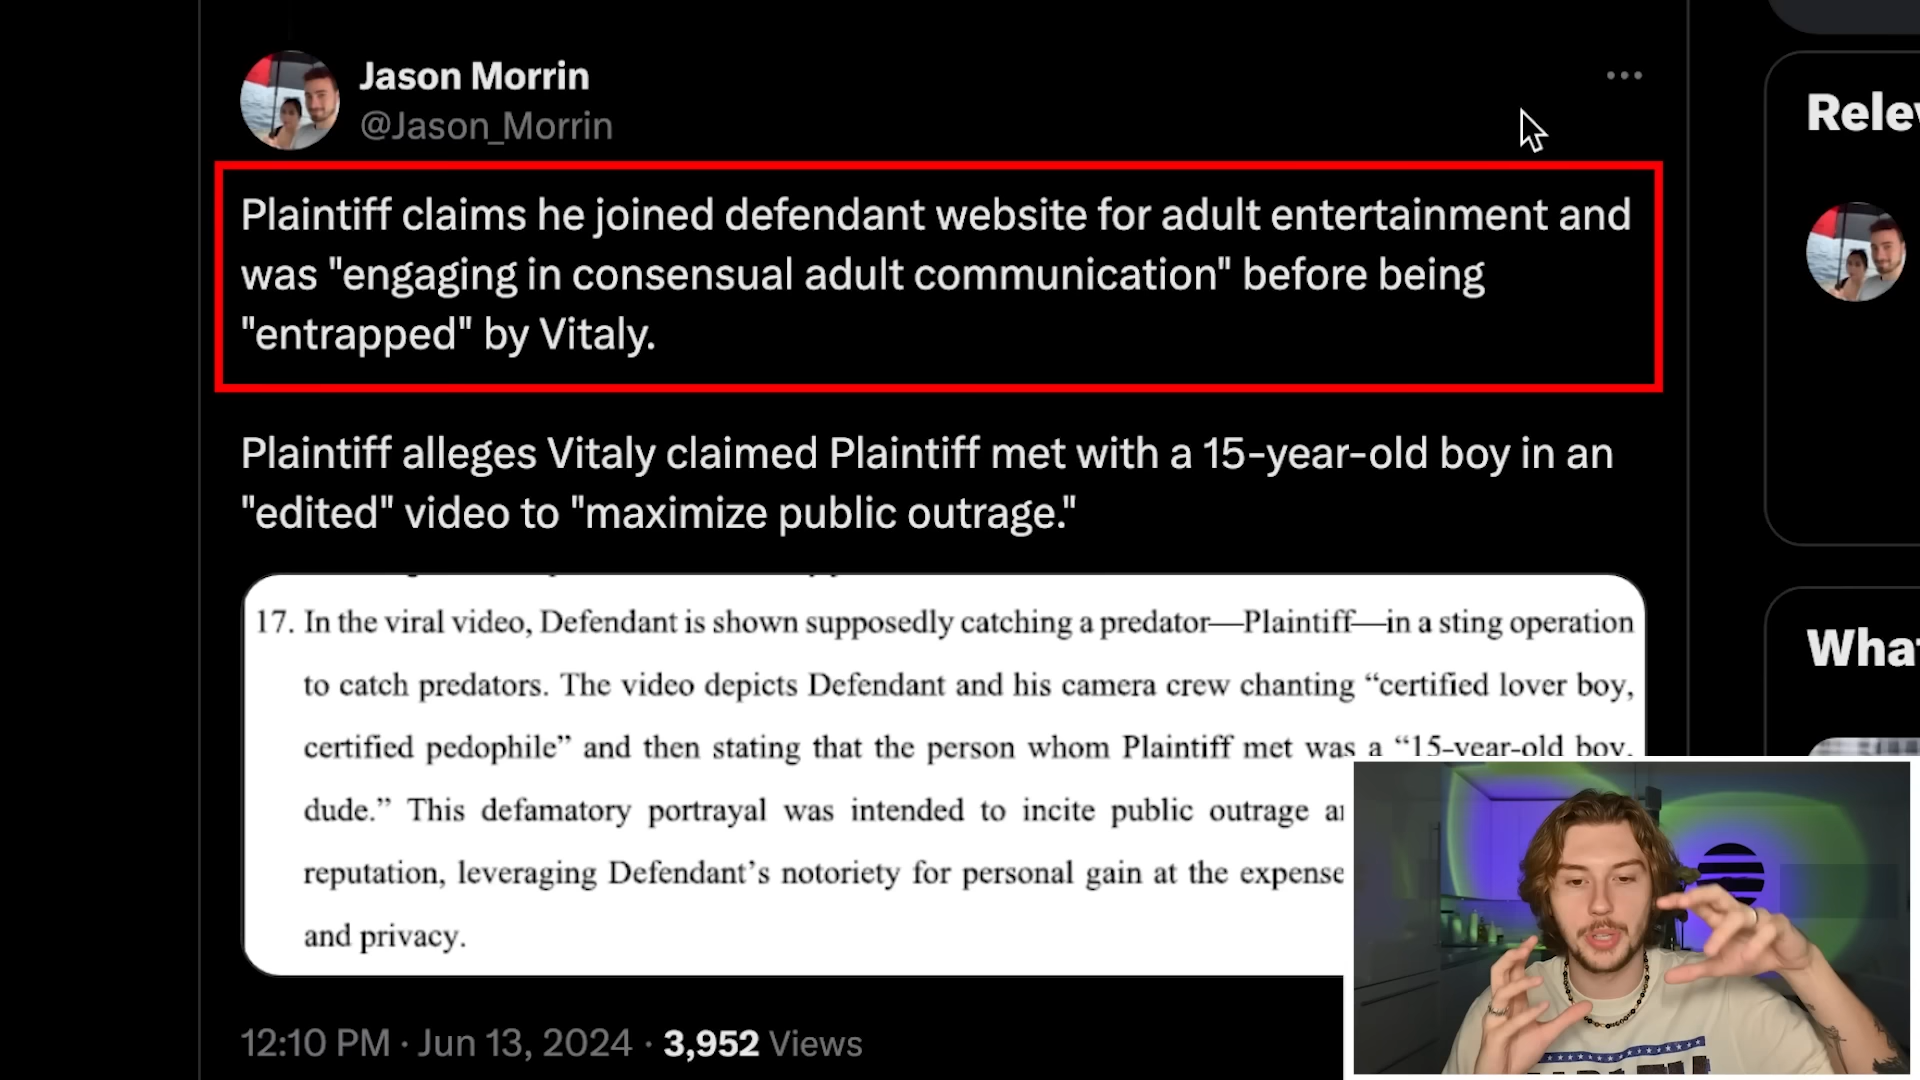 Jason Morrin
@Jason_Morrin
Plaintiff claims he joined defendant website for adult entertainment and
was "engaging in consensual adult communication" before being
"entrapped" by Vitaly.
Plaintiff alleges Vitaly claimed Plaintiff met with a 15-year-old boy in an
"edited" video to "maximize public outrage."
17. In the viral video, Defendant is shown supposedly catching a predator—Plaintiff—in a sting operation
to catch predators. The video depicts Defendant and his camera crew chanting “certified lover boy,
certified pedophile” and then stating that the person whom Plaintiff met was a “15-year-old boy,
dude.” This defamatory portrayal was intended to incite public outrage
reputation, leveraging Defendant’s notoriety for personal gain at the expense
and privacy.
12:10 PM · Jun 13, 2024 · 3,952 Views